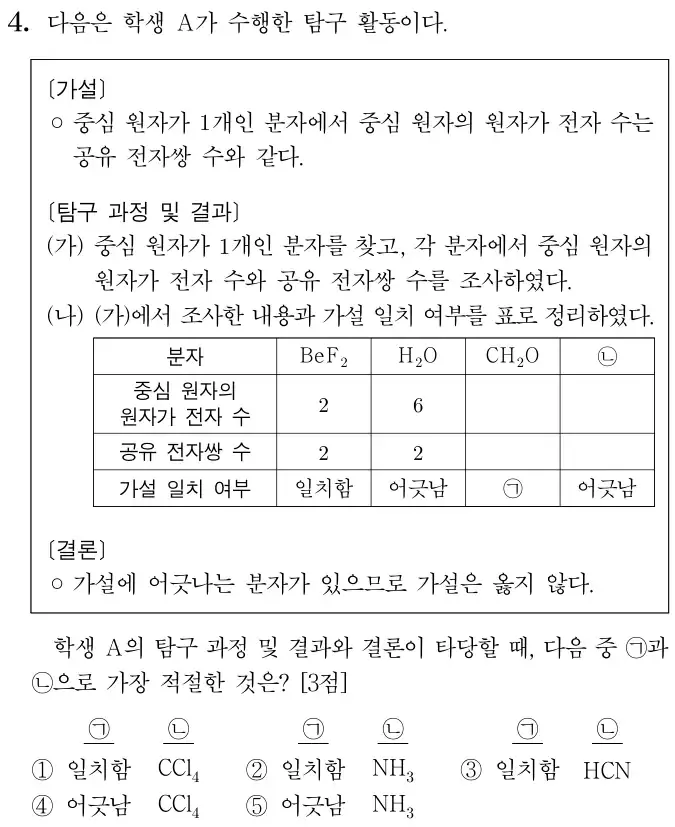 4. 다음은 학생 A가 수행한 탐구 활동이다.
〔가설〕
○ 중심 원자가 1개인 분자에서 중심 원자의 원자가 전자 수는
공유 전자쌍 수와 같다.
〔탐구 과정 및 결과〕
(가) 중심 원자가 1개인 분자를 찾고, 각 분자에서 중심 원자의
원자가 전자 수와 공유 전자쌍 수를 조사하였다.
(나) (가)에서 조사한 내용과 가설 일치 여부를 표로 정리하였다.
분자 BeF₂ H₂O CH₂O ㉡
중심 원자의
원자가 전자 수 2 6
공유 전자쌍 수 2 2
가설 일치 여부 일치함 어긋남 ㉠ 어긋남
〔결론〕
○ 가설에 어긋나는 분자가 있으므로 가설은 옳지 않다.
학생 A의 탐구 과정 및 결과와 결론이 타당할 때, 다음 중 ㉠과
㉡으로 가장 적절한 것은? [3점]
㉠ ㉡ ㉠ ㉡ ㉠ ㉡
① 일치함 CCl₄ ② 일치함 NH₃ ③ 일치함 HCN
④ 어긋남 CCl₄ ⑤ 어긋남 NH₃